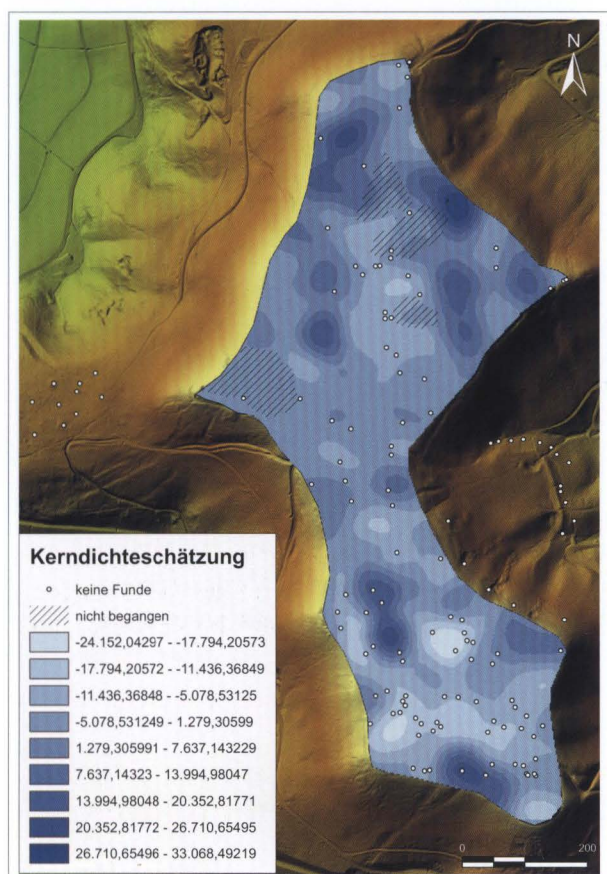 N
Kerndichteschätzung
keine Funde
nicht begangen
-24.152,04297 - -17.794,20573
-17.794,20572 - -11.436,36849
-11.436,36848 - -5.078,53125
-5.078,531249 - 1.279,30599
1.279,305991 - 7.637,143229
7.637,14323 - 13.994,98047
13.994,98048 - 20.352,81771
20.352,81772 - 26.710,65495
26.710,65496 - 33.068,49219
0 200